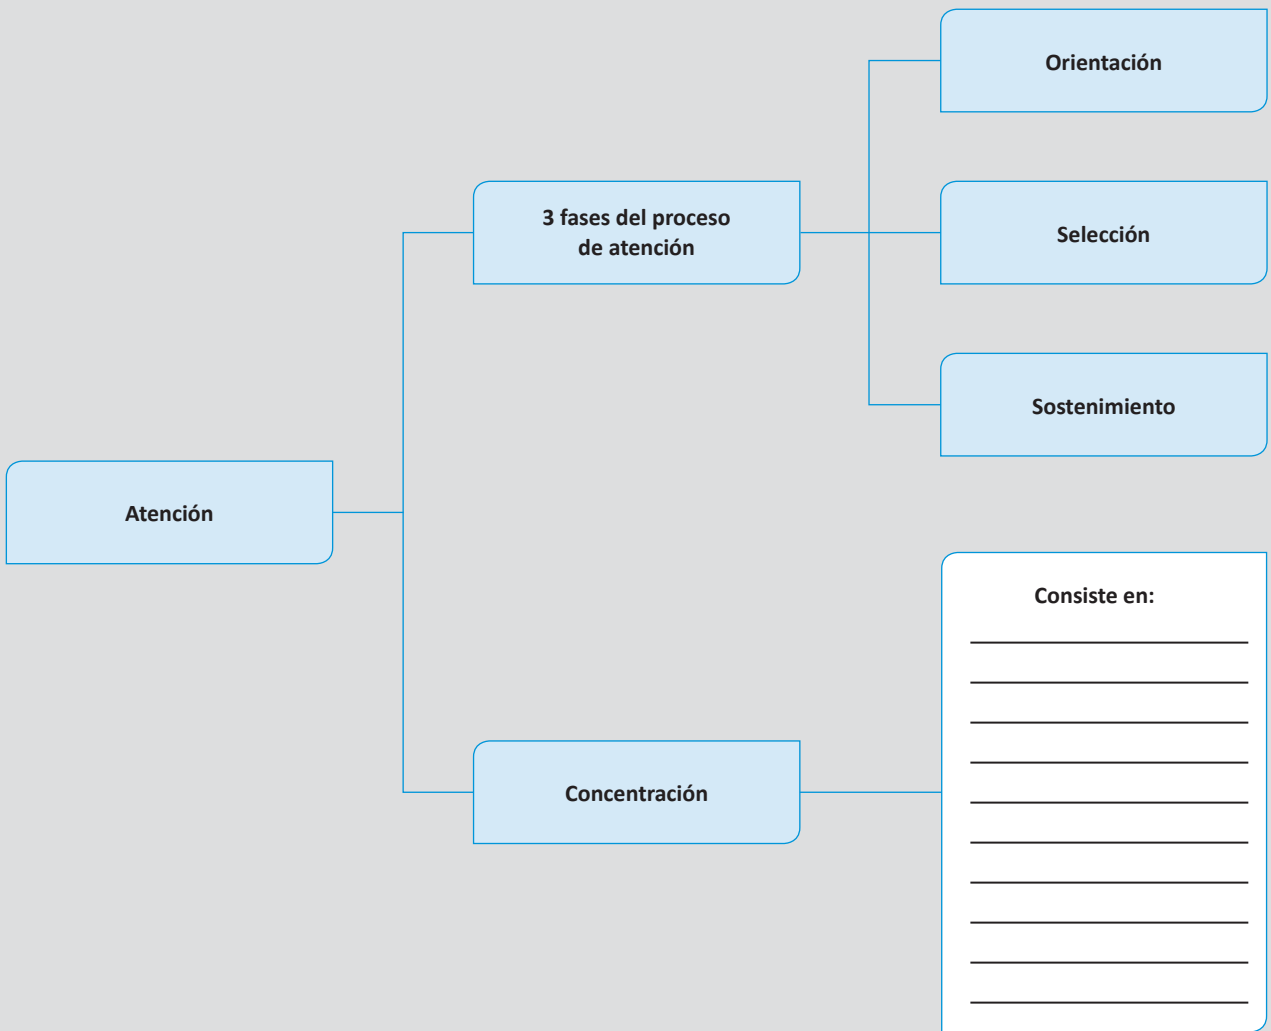 Orientación
3 fases del proceso
de atención
Selección
Sostenimiento
Atención
Consiste en:
Concentración